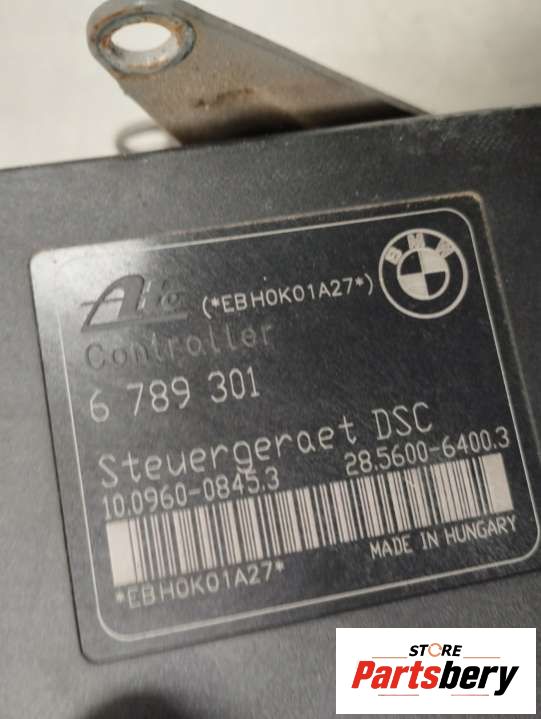 Ate (*EBH0K01A27*) BMW
Controller
6 789 301
Steuergeraet DSC
10.0960-0845.3 28.5600-6400.3
*EBH0K01A27* MADE IN HUNGARY
STORE
Partsbery